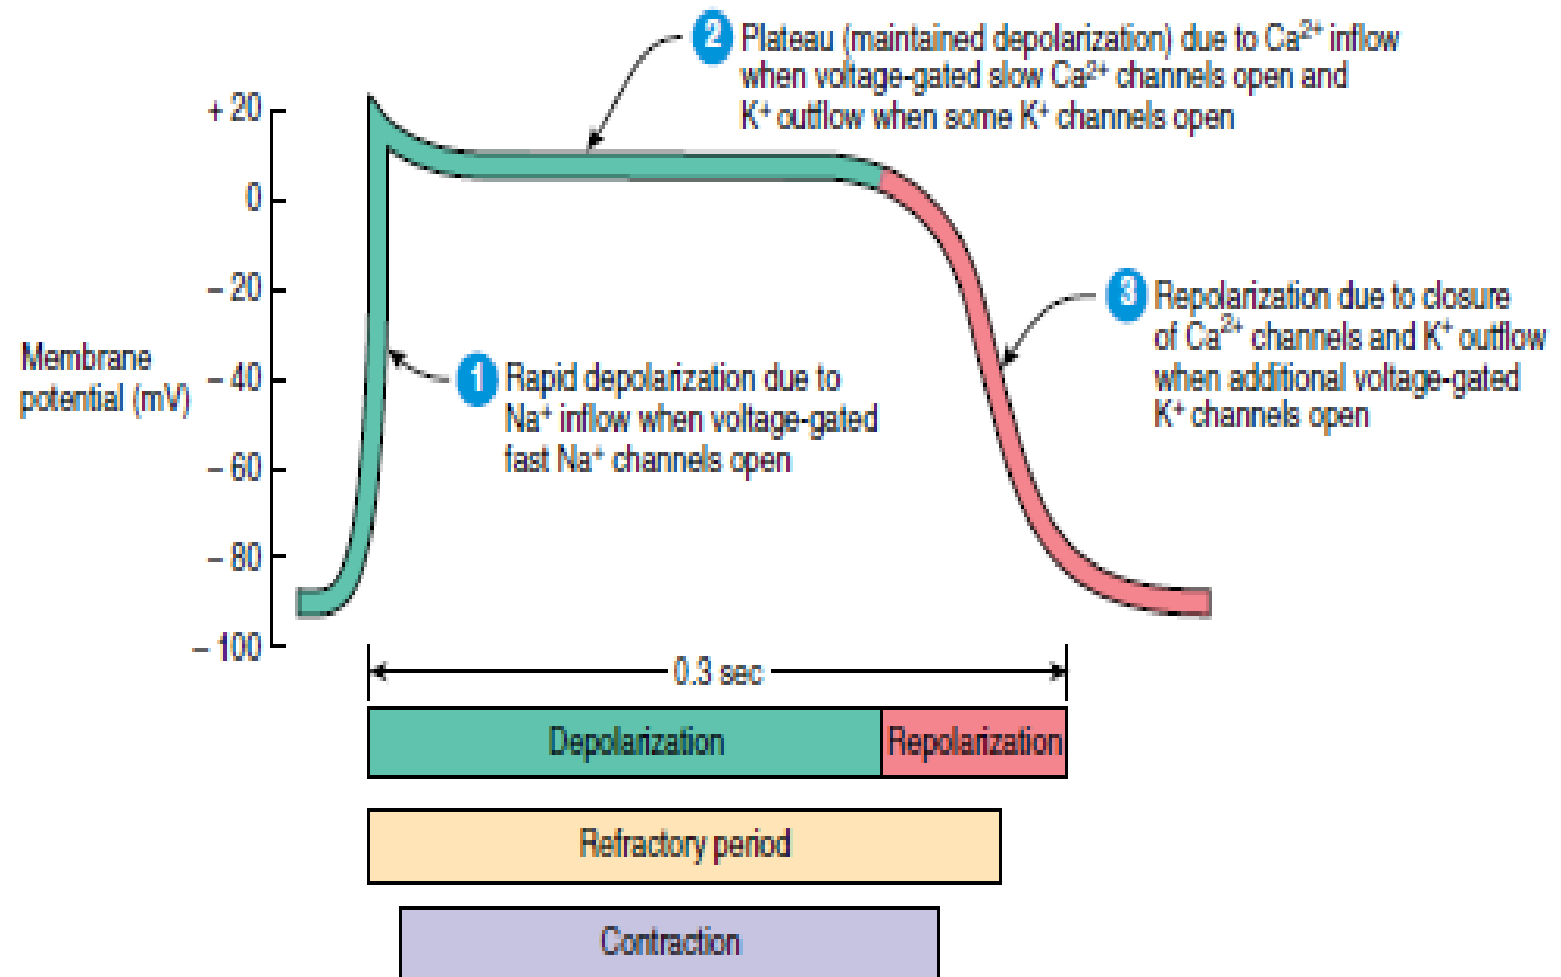 2 Plateau (maintained depolarization) due to Ca²⁺ inflow
when voltage-gated slow Ca²⁺ channels open and
K⁺ outflow when some K⁺ channels open
+ 20
0
– 20
– 40
– 60
– 80
– 100
Membrane
potential (mV)
1 Rapid depolarization due to
Na⁺ inflow when voltage-gated
fast Na⁺ channels open
3 Repolarization due to closure
of Ca²⁺ channels and K⁺ outflow
when additional voltage-gated
K⁺ channels open
0.3 sec
Depolarization
Repolarization
Refractory period
Contraction